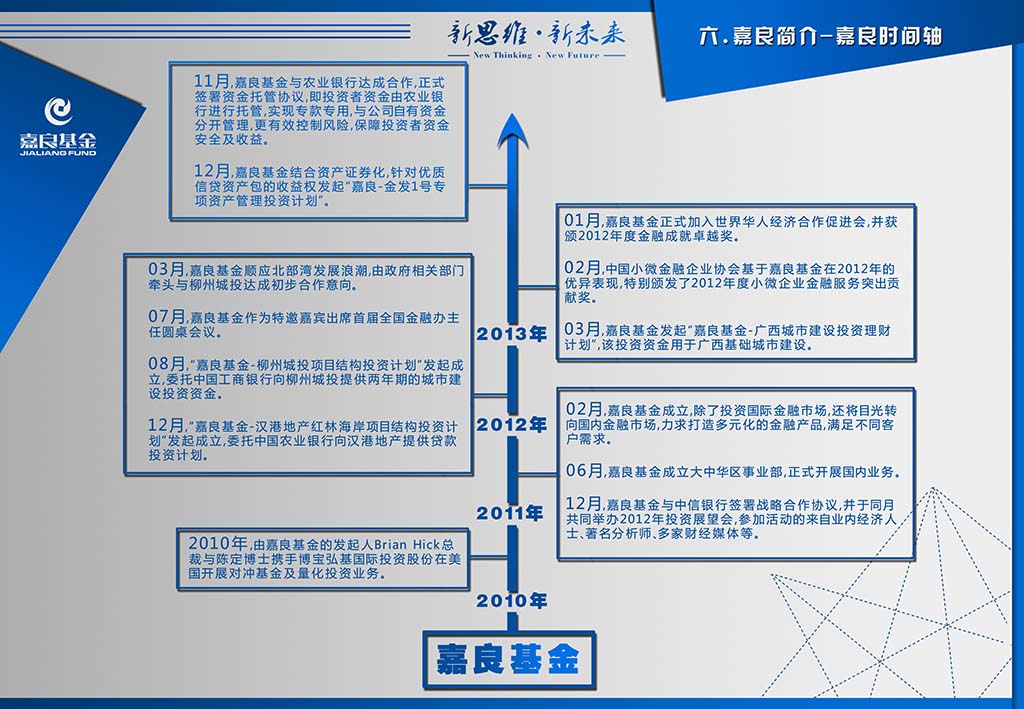 新思维·新未来
New Thinking · New Future
六.嘉良简介-嘉良时间轴
嘉良基金
JIALIANG FUND
11月,嘉良基金与农业银行达成合作,正式
签署资金托管协议,即投资者资金由农业银
行进行托管,实现专款专用,与公司自有资金
分开管理,更有效控制风险,保障投资者资金
安全及收益。
12月,嘉良基金结合资产证券化,针对优质
信贷资产包的收益权发起“嘉良-金发1号专
项资产管理投资计划”。
01月,嘉良基金正式加入世界华人经济合作促进会,并获
颁2012年度金融成就卓越奖。
02月,中国小微金融企业协会基于嘉良基金在2012年的
优异表现,特别颁发了2012年度小微企业金融服务突出贡
献奖。
03月,嘉良基金发起“嘉良基金-广西城市建设投资理财
计划”,该投资资金用于广西基础城市建设。
2013年
03月,嘉良基金顺应北部湾发展浪潮,由政府相关部门
牵头与柳州城投达成初步合作意向。
07月,嘉良基金作为特邀嘉宾出席首届全国金融办主
任圆桌会议。
08月,“嘉良基金-柳州城投项目结构投资计划”发起成
立,委托中国工商银行向柳州城投提供两年期的城市建
设投资资金。
12月,“嘉良基金-汉港地产红林海岸项目结构投资计
划”发起成立,委托中国农业银行向汉港地产提供贷款
投资计划。
2012年
02月,嘉良基金成立,除了投资国际金融市场,还将目光转
向国内金融市场,力求打造多元化的金融产品,满足不同客
户需求。
06月,嘉良基金成立大中华区事业部,正式开展国内业务。
12月,嘉良基金与中信银行签署战略合作协议,并于同月
共同举办2012年投资展望会,参加活动的来自业内经济人
士、著名分析师、多家财经媒体等。
2011年
2010年,由嘉良基金的发起人Brian Hick总
裁与陈定博士携手博宝弘基国际投资股份在美
国开展对冲基金及量化投资业务。
2010年
嘉良基金